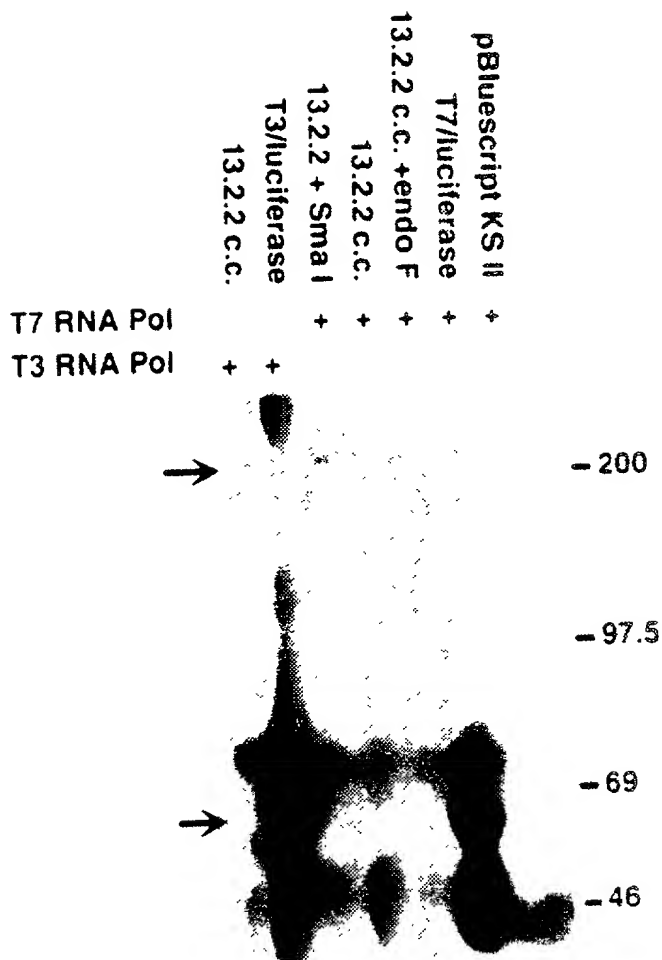 13.2.2 c.c.
T3/luciferase
13.2.2 + Sma I
13.2.2 c.c.
13.2.2 c.c. +endo F
T7/luciferase
pBluescript KS II
T7 RNA Pol + + + + +
T3 RNA Pol + +
– 200
– 97.5
– 69
– 46